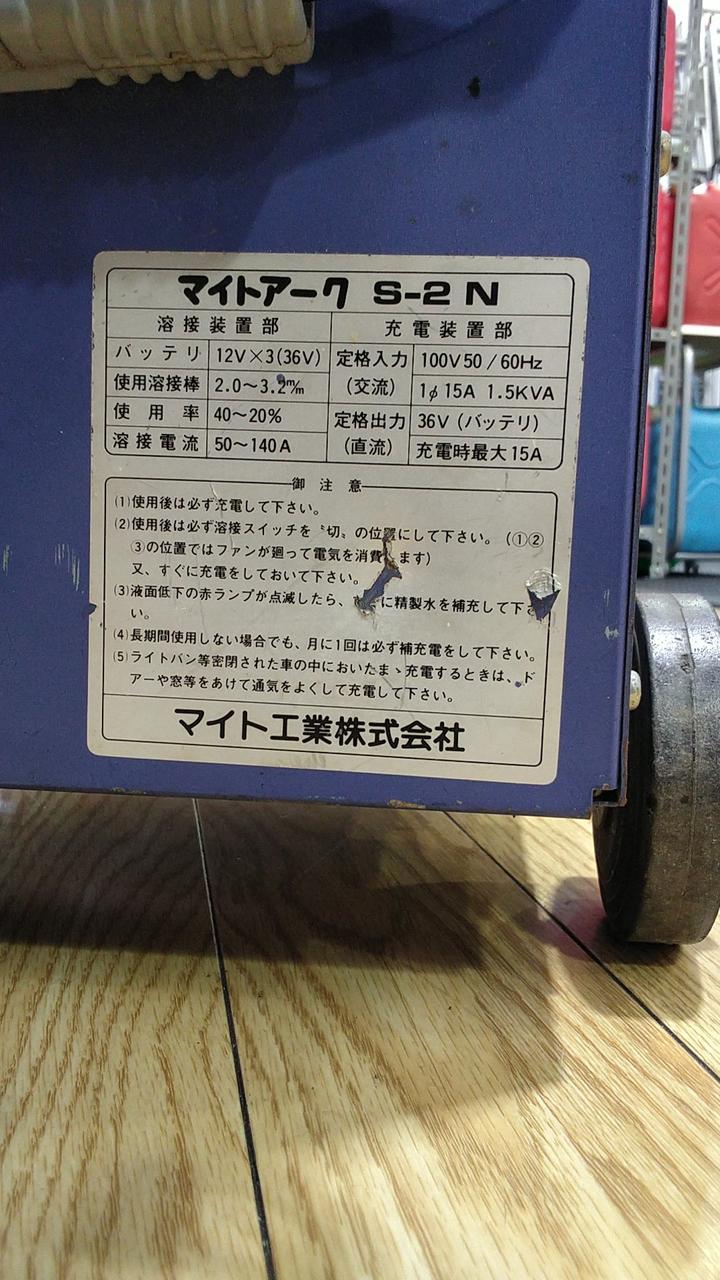 マイトアーク S-2N
溶接装置部 充電装置部
バッテリ 12V×3(36V) 定格入力(交流) 100V 50/60Hz
使用溶接棒 2.0〜3.2㎜ 1φ 15A 1.5KVA
使用率 40〜20% 定格出力(直流) 36V(バッテリ)
溶接電流 50〜140A 充電時最大15A
御注意
(1)使用後は必ず充電して下さい。
(2)使用後は必ず溶接スイッチを〝切〟の位置にして下さい。(①②
③の位置ではファンが廻って電気を消費します)
又、すぐに充電をしておいて下さい。
(3)液面低下の赤ランプが点滅したら、に精製水を補充して下さ
い。
(4)長期間使用しない場合でも、月に1回は必ず補充電をして下さい。
(5)ライトバン等密閉された車の中においたまゝ充電するときは、ド
アーや窓等をあけて通気をよくして充電して下さい。
マイト工業株式会社